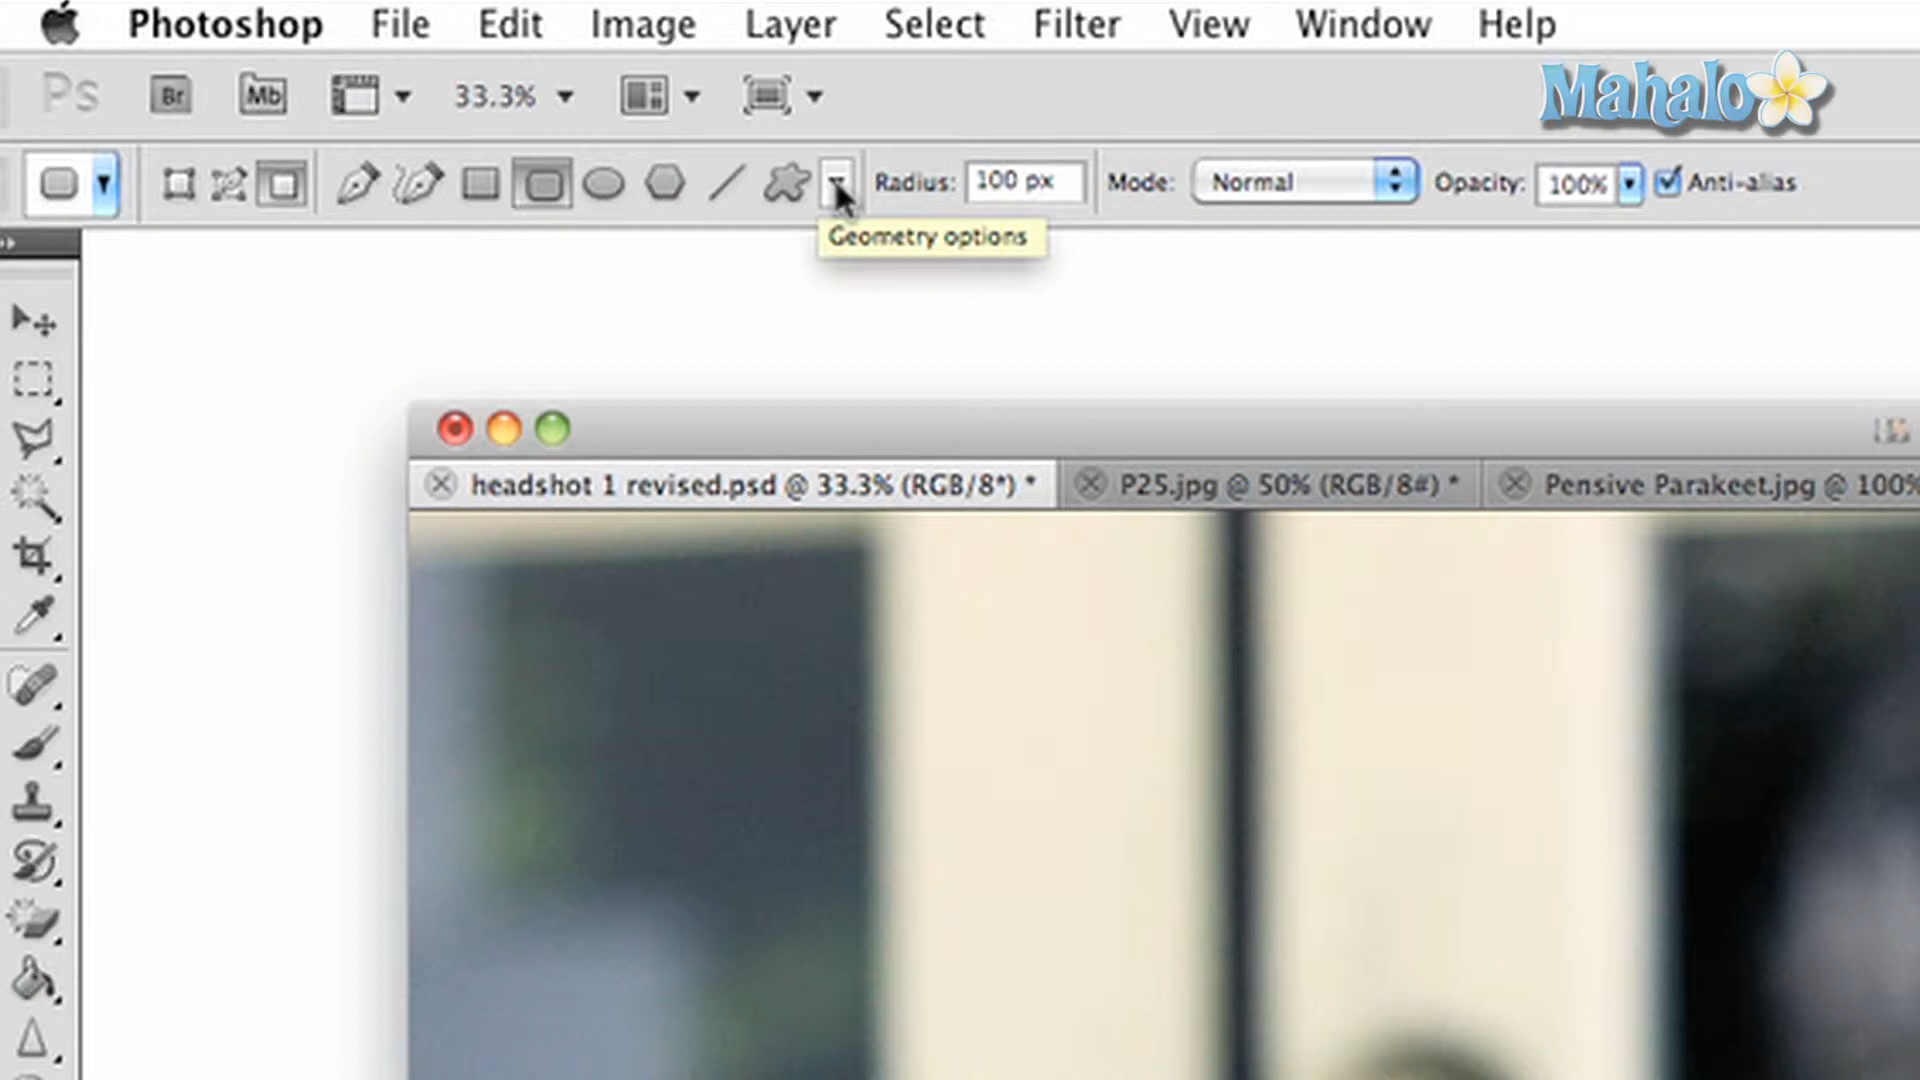 Photoshop File Edit Image Layer Select Filter View Window Help
Ps Br Mb 33.3% Mahalo
Radius: 100 px Mode: Normal Opacity: 100% Anti-alias
Geometry options
headshot 1 revised.psd @ 33.3% (RGB/8*) * P25.jpg @ 50% (RGB/8#) * Pensive Parakeet.jpg @ 100%